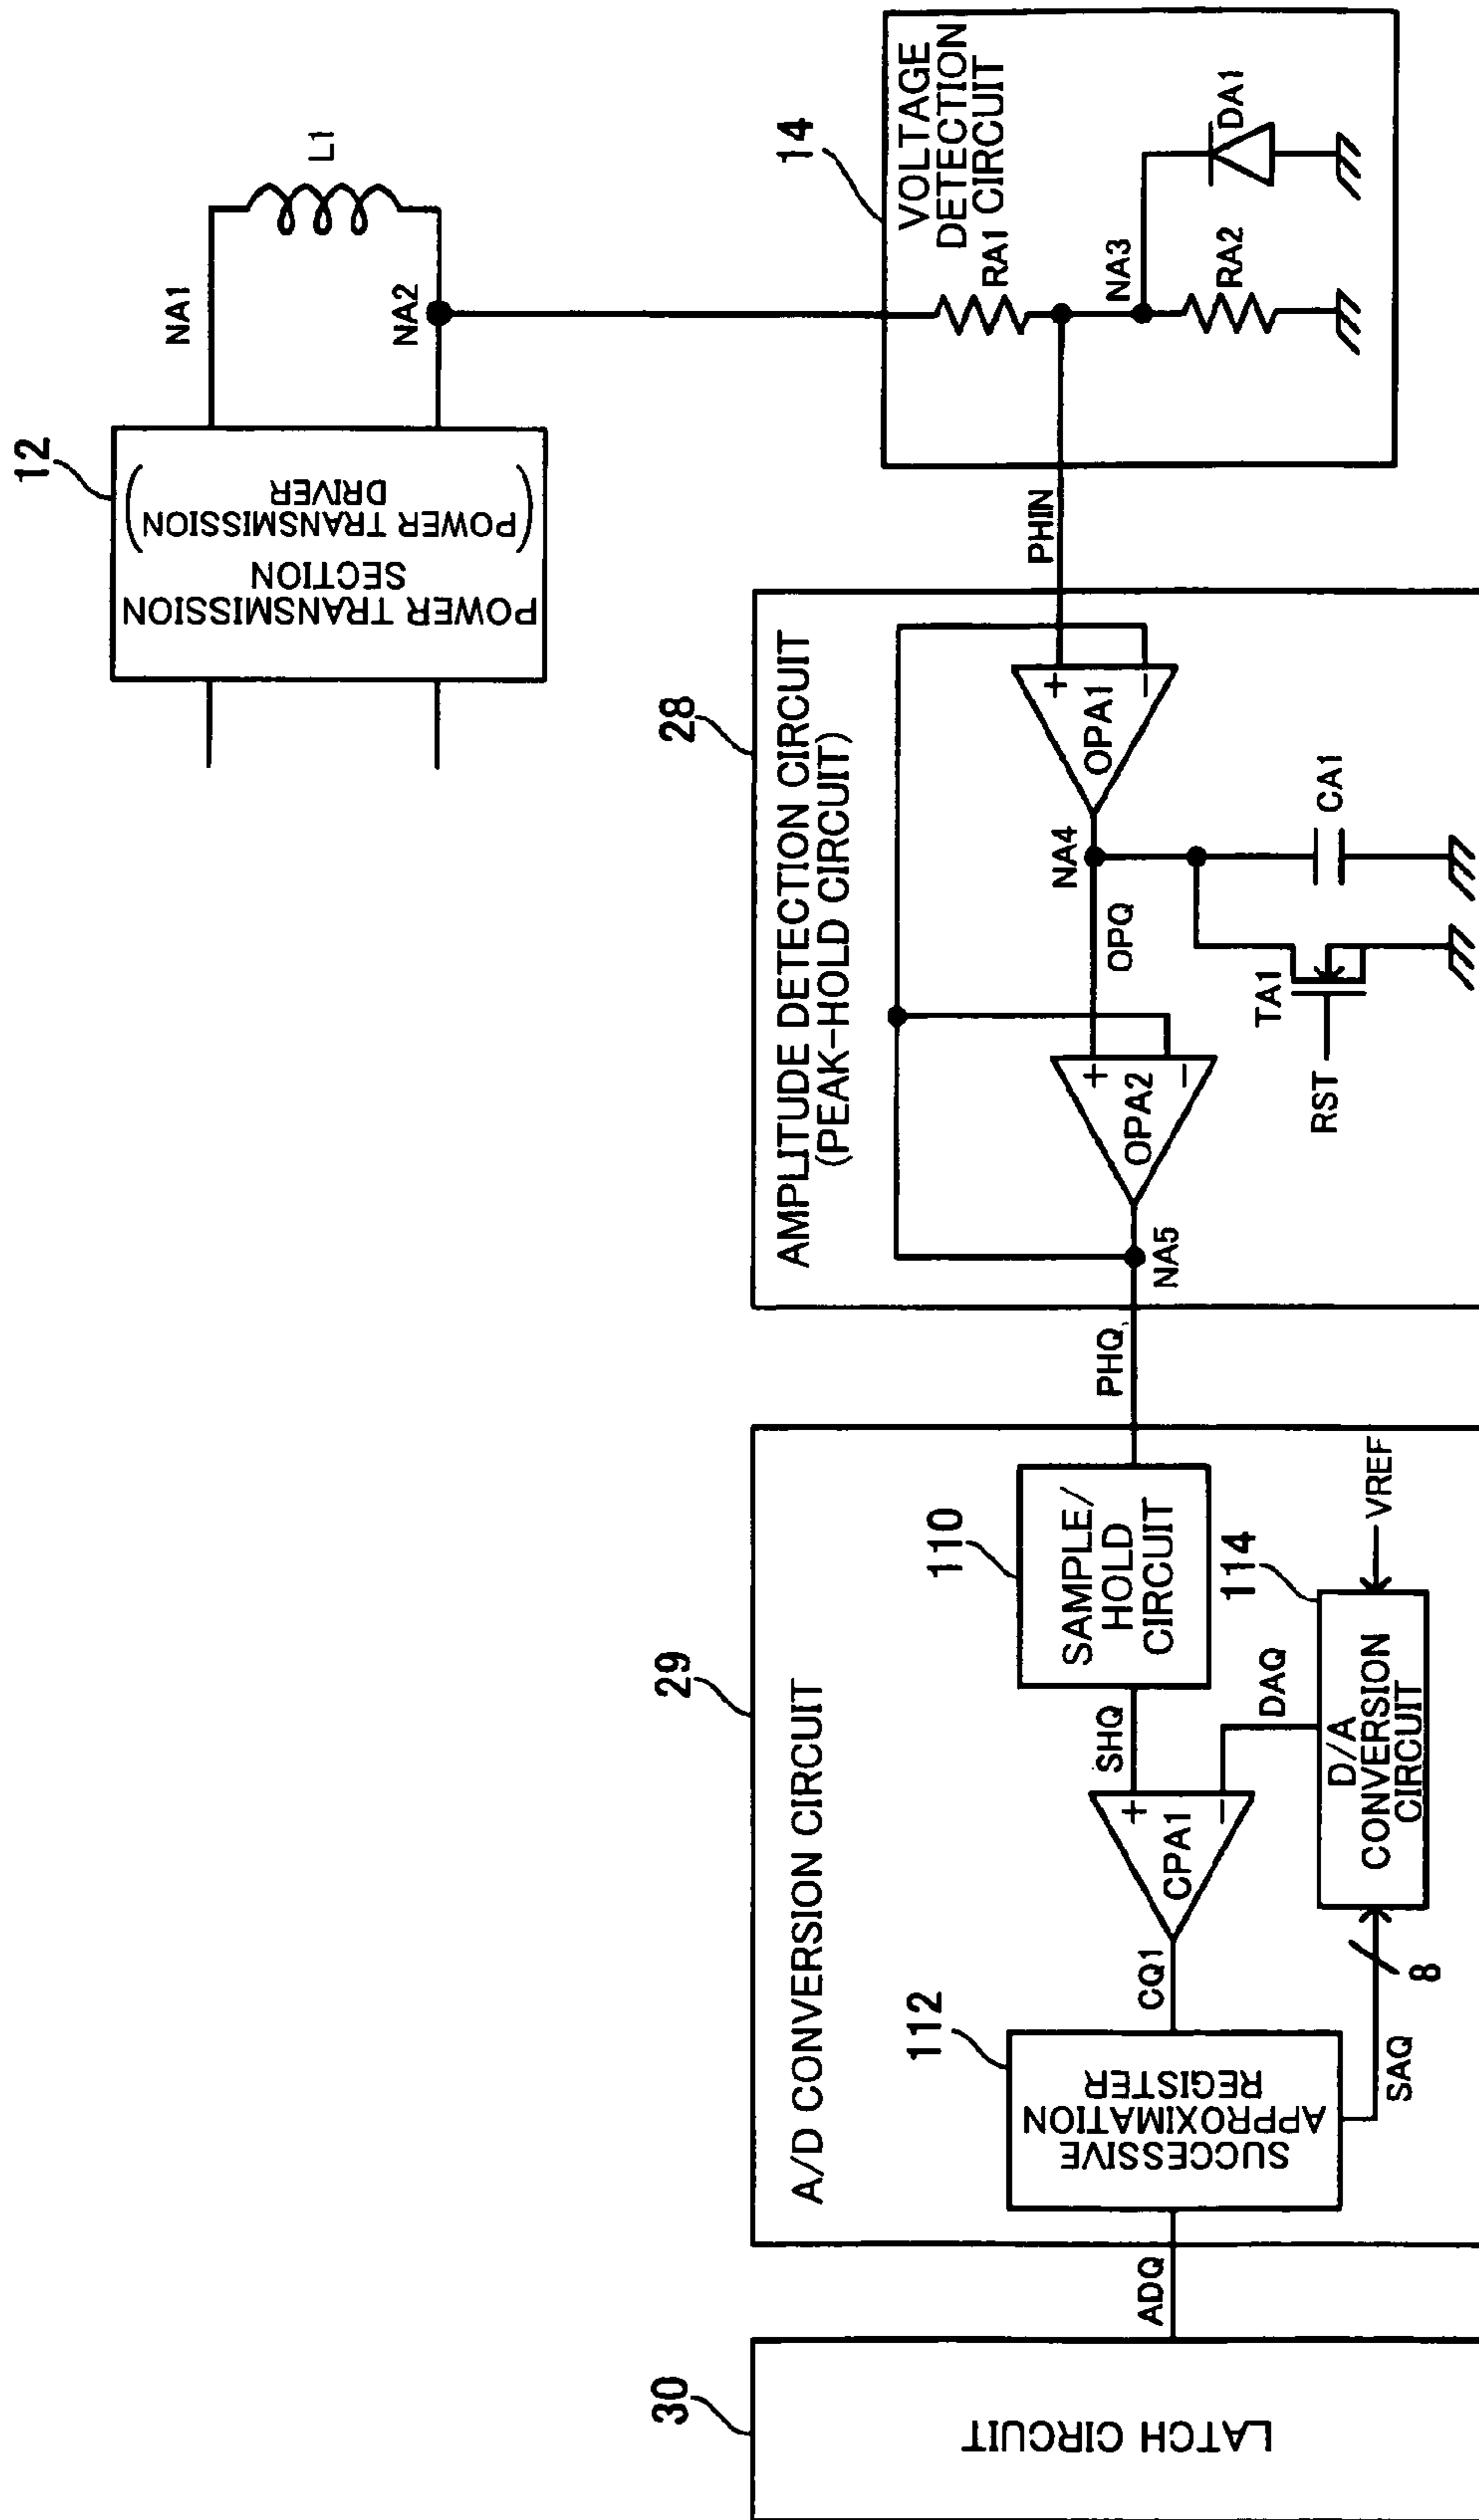 12
POWER TRANSMISSION
SECTION
(POWER TRANSMISSION
DRIVER)
NA1
NA2
L1
14
VOLTAGE
DETECTION
CIRCUIT
RA1
NA3
RA2
DA1
PHIN
28
AMPLITUDE DETECTION CIRCUIT
(PEAK-HOLD CIRCUIT)
+
−
OPA1
NA4
OPQ
CA1
TA1
RST
+
−
OPA2
NA5
PHQ
29
A/D CONVERSION CIRCUIT
110
SAMPLE/
HOLD
CIRCUIT
SHQ
+
−
CPA1
DAQ
114
D/A
CONVERSION
CIRCUIT
VREF
CQ1
112
SUCCESSIVE
APPROXIMATION
REGISTER
SAQ
8
ADQ
30
LATCH CIRCUIT